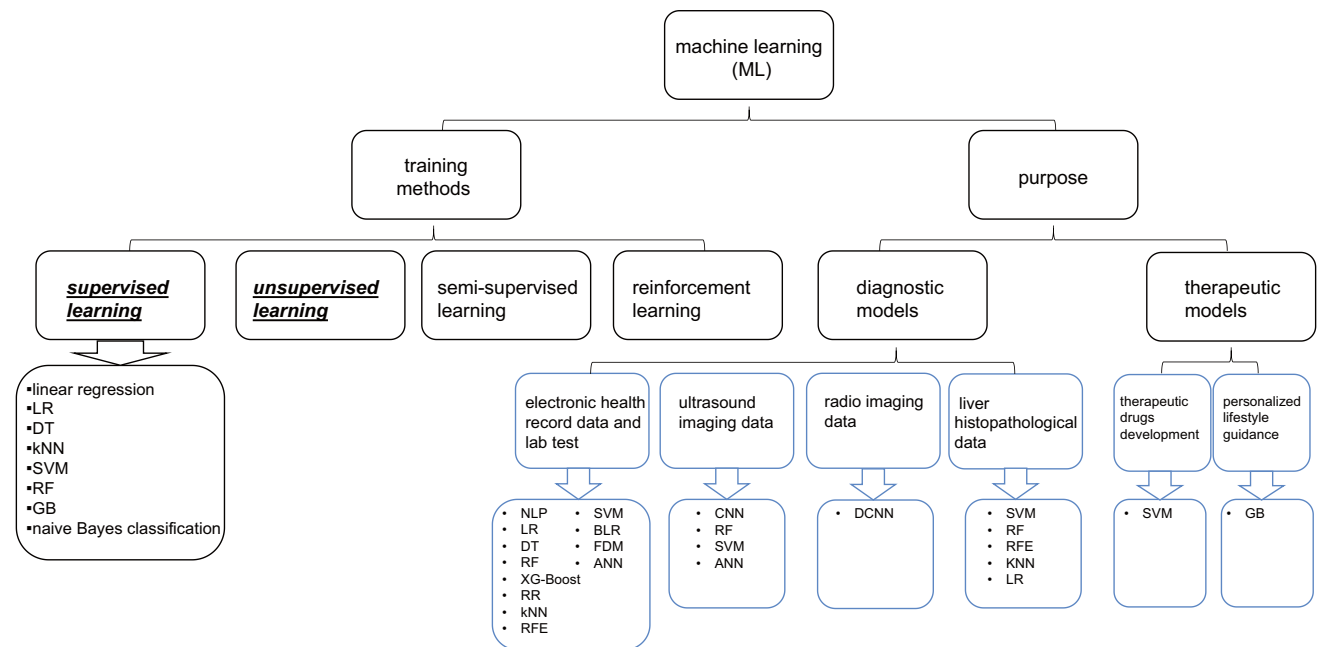 machine learning
(ML)
training
methods
purpose
supervised
learning
unsupervised
learning
semi-supervised
learning
reinforcement
learning
diagnostic
models
therapeutic
models
▪linear regression
▪LR
▪DT
▪kNN
▪SVM
▪RF
▪GB
▪naive Bayes classification
electronic health
record data and
lab test
ultrasound
imaging data
radio imaging
data
liver
histopathological
data
therapeutic
drugs
development
personalized
lifestyle
guidance
• NLP
• LR
• DT
• RF
• XG-Boost
• RR
• kNN
• RFE
• SVM
• BLR
• FDM
• ANN
• CNN
• RF
• SVM
• ANN
• DCNN
• SVM
• RF
• RFE
• KNN
• LR
• SVM
• GB